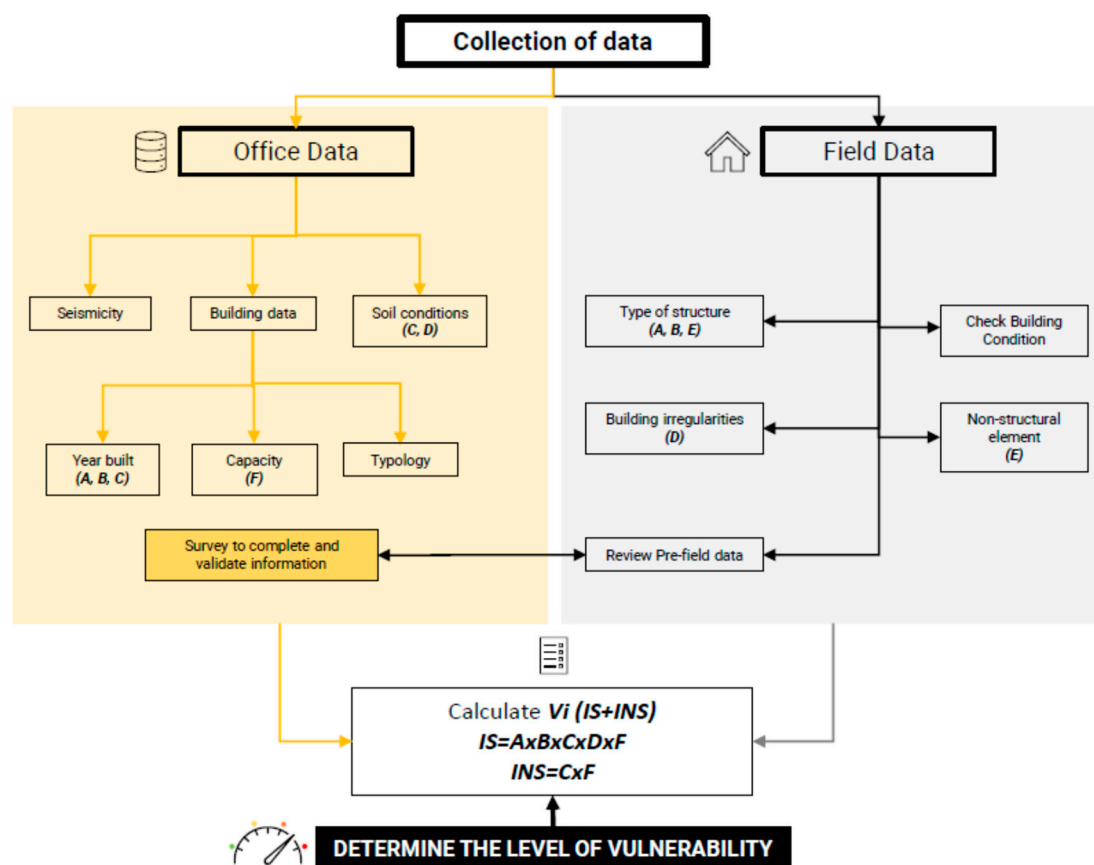 Collection of data
Office Data
Field Data
Seismicity
Building data
Soil conditions
(C, D)
Year built
(A, B, C)
Capacity
(F)
Typology
Survey to complete and
validate information
Type of structure
(A, B, E)
Check Building
Condition
Building irregularities
(D)
Non-structural
element
(E)
Review Pre-field data
Calculate Vi (IS+INS)
IS=AxBxCxDxF
INS=CxF
DETERMINE THE LEVEL OF VULNERABILITY